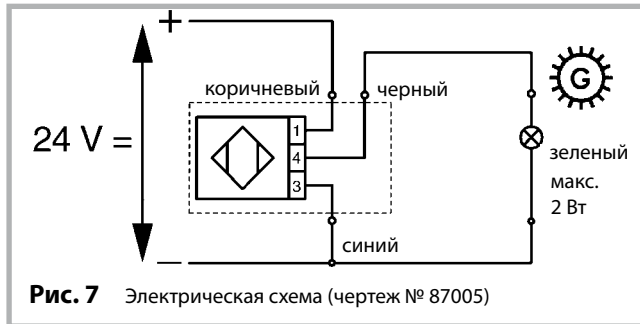 +
коричневый
черный
G
1
24 V =
4
зеленый
макс.
2 Вт
3
синий
—
Рис. 7 Электрическая схема (чертеж № 87005)